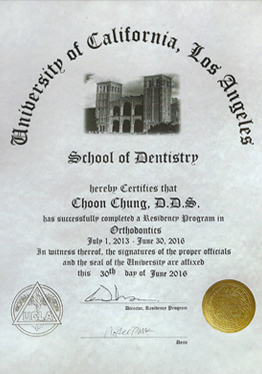 University of California, Los Angeles
School of Dentistry
hereby Certifies that
Choon Chung, D.D.S.
has successfully completed a Residency Program in
Orthodontics
July 1, 2013 - June 30, 2016
In witness thereof, the signatures of the proper officials
and the seal of the University are affixed
this 30th day of June 2016
Director, Residency Program
UCLA
Dean